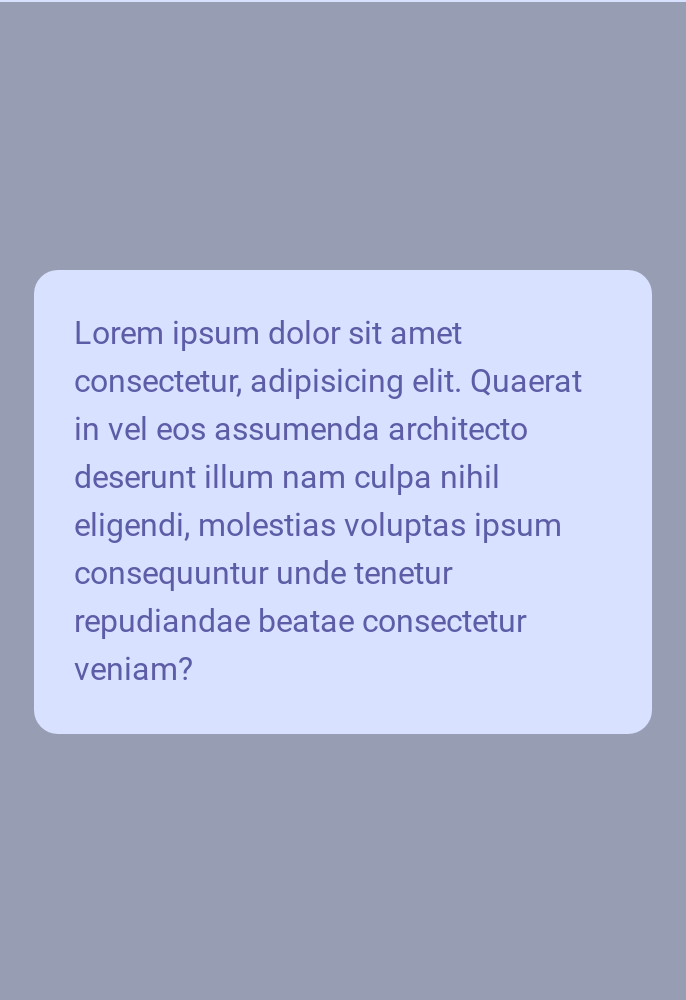 Lorem ipsum dolor sit amet
consectetur, adipisicing elit. Quaerat
in vel eos assumenda architecto
deserunt illum nam culpa nihil
eligendi, molestias voluptas ipsum
consequuntur unde tenetur
repudiandae beatae consectetur
veniam?